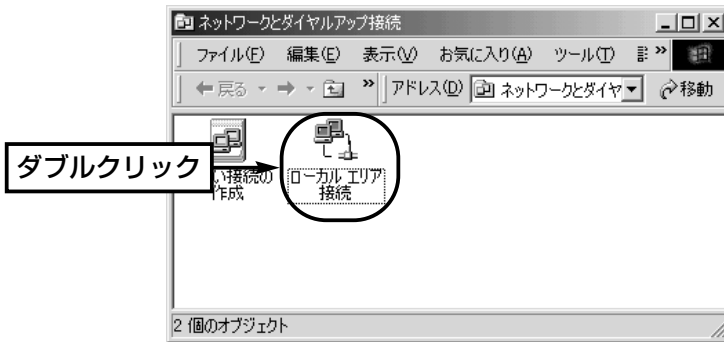 ネットワークとダイヤルアップ接続
ファイル(F) 編集(E) 表示(V) お気に入り(A) ツール(T) »
戻る » アドレス(D) ネットワークとダイヤ 移動
ダブルクリック
い接続の
作成
ローカル エリア
接続
2 個のオブジェクト